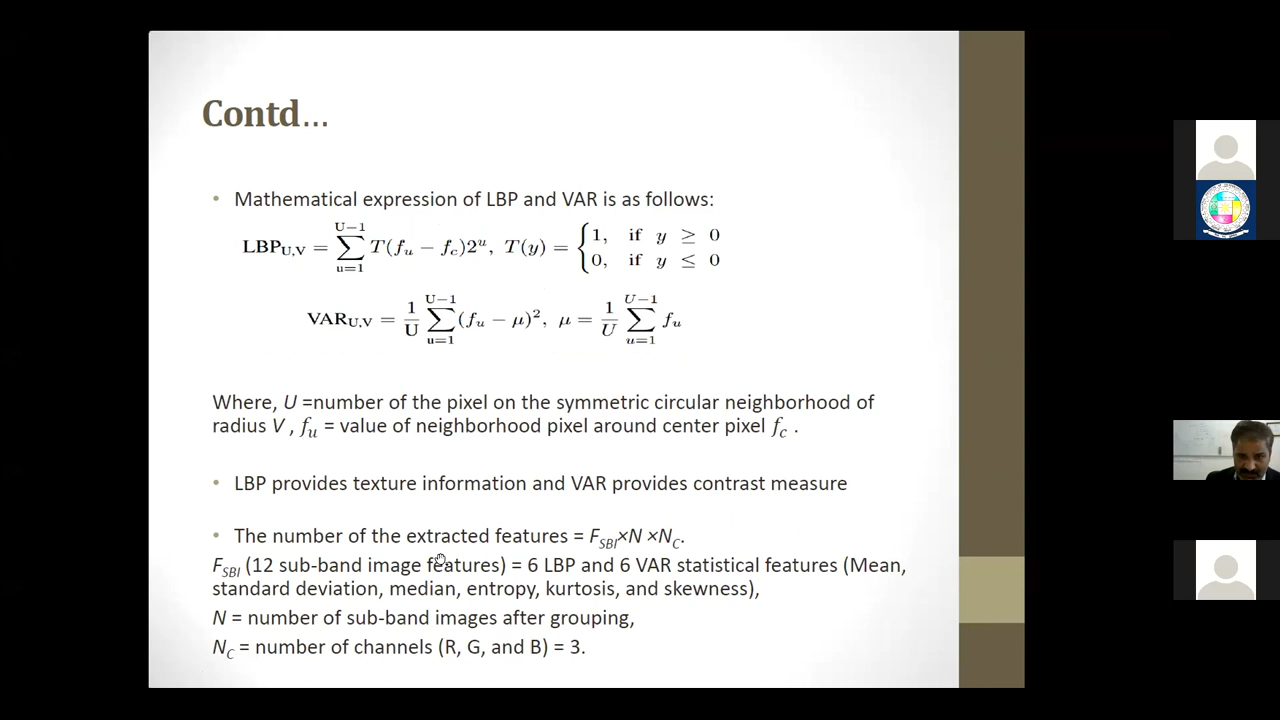 Contd...
• Mathematical expression of LBP and VAR is as follows:
LBP_{U,V} = \sum_{u=1}^{U-1} T(f_u − f_c)2^u, T(y) = { 1, if y ≥ 0
0, if y ≤ 0
VAR_{U,V} = \frac{1}{U} \sum_{u=1}^{U-1} (f_u − μ)^2, μ = \frac{1}{U} \sum_{u=1}^{U-1} f_u
Where, U =number of the pixel on the symmetric circular neighborhood of
radius V , f_u = value of neighborhood pixel around center pixel f_c .
• LBP provides texture information and VAR provides contrast measure
• The number of the extracted features = F_{SBI}×N ×N_C.
F_{SBI} (12 sub-band image features) = 6 LBP and 6 VAR statistical features (Mean,
standard deviation, median, entropy, kurtosis, and skewness),
N = number of sub-band images after grouping,
N_C = number of channels (R, G, and B) = 3.